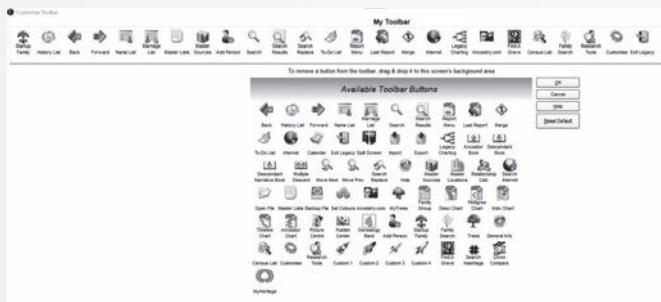 Customise Toolbar
My Toolbar
Startup Family History List Back Forward Name List Marriage List Master Lists Master Sources Add Person Search Search Results Search Replace To-Do List Report Menu Last Report Merge Internet Legacy Charting Ancestry.com Find A Grave Census List Family Search Research Tools Customise Exit Legacy
To remove a button from the toolbar, drag & drop it to this screen's background area
Available Toolbar Buttons
OK
Cancel
Help
Reset Default
Back History List Forward Name List Marriage List Search Search Results Report Menu Last Report Merge
To-Do List Internet Calendar Exit Legacy Split Screen Import Export Legacy Charting Ancestor Book Descendant Book
Descendant Narrative Book Multiple Descent Move Next Move Prev Search Replace Help Master Sources Master Locations Relationship Calc Search Internet
Open File Master Lists Backup File Set Colours Ancestry.com MyTrees Family Group Desc Chart Pedigree Chart Indiv Chart
Timeline Chart Ancestor Chart Picture Centre Publish Center Genealogy Bank Add Person Startup Family Family Search Trees General Info
Census List Customise Research Tools Custom 1 Custom 2 Custom 3 Custom 4 Find A Grave Search Heritage Chron Compare
MyHeritage